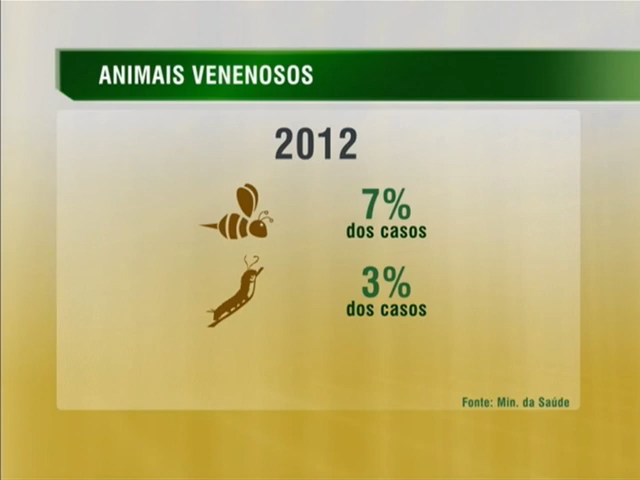 ANIMAIS VENENOSOS
2012
7%
dos casos
3%
dos casos
Fonte: Min. da Saúde